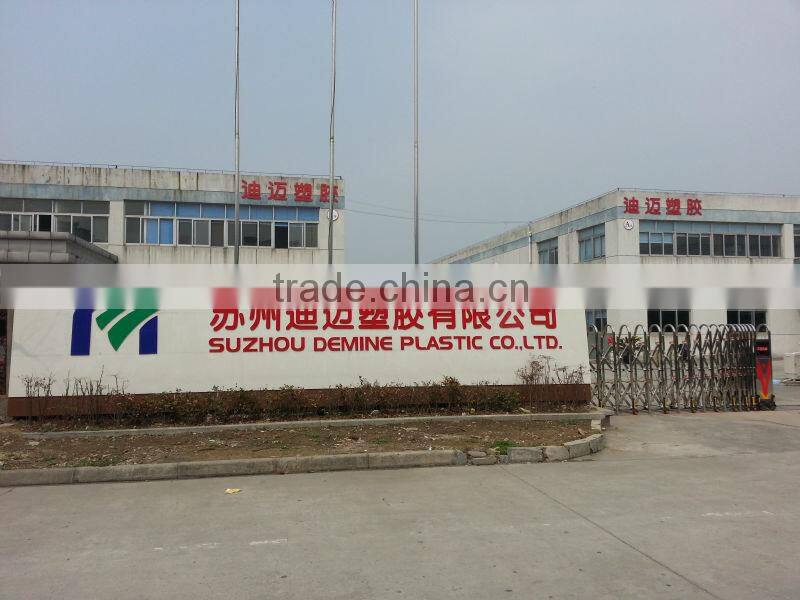 迪迈塑胶
迪迈塑胶
A
trade.china.cn
苏州迪迈塑胶有限公司
SUZHOU DEMINE PLASTIC CO.,LTD.